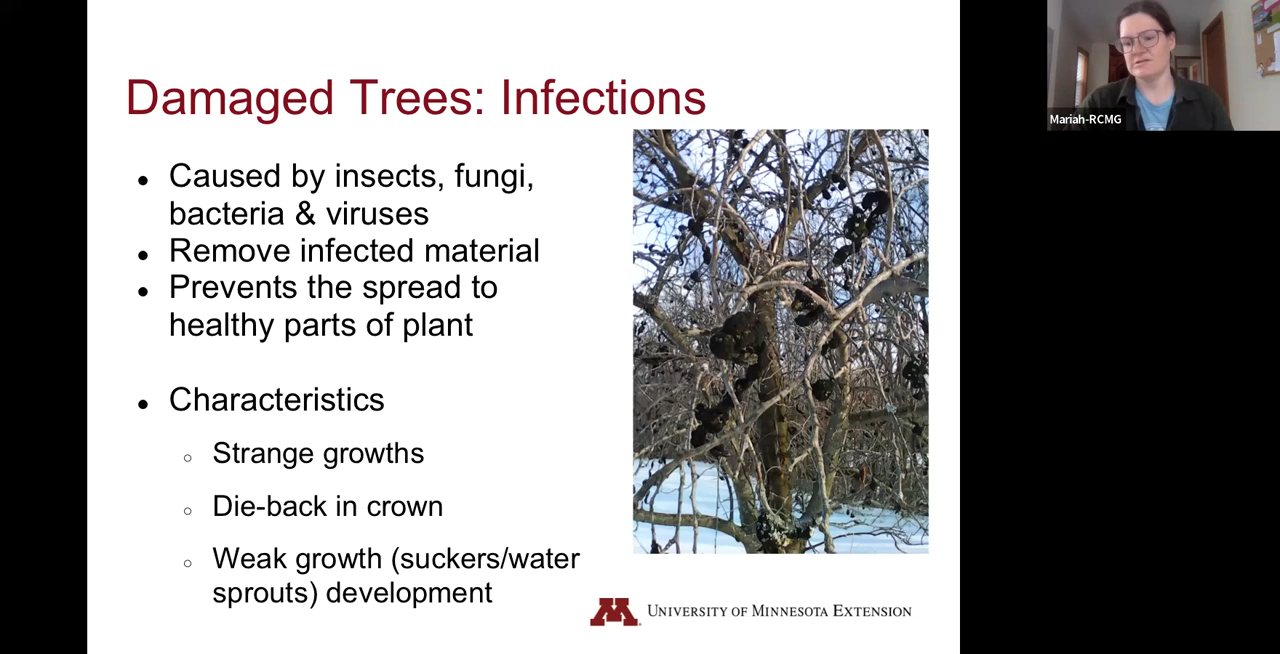 Damaged Trees: Infections
Caused by insects, fungi,
bacteria & viruses
Remove infected material
Prevents the spread to
healthy parts of plant
Characteristics
Strange growths
Die-back in crown
Weak growth (suckers/water
sprouts) development
M
UNIVERSITY OF MINNESOTA EXTENSION
Mariah-RCMG